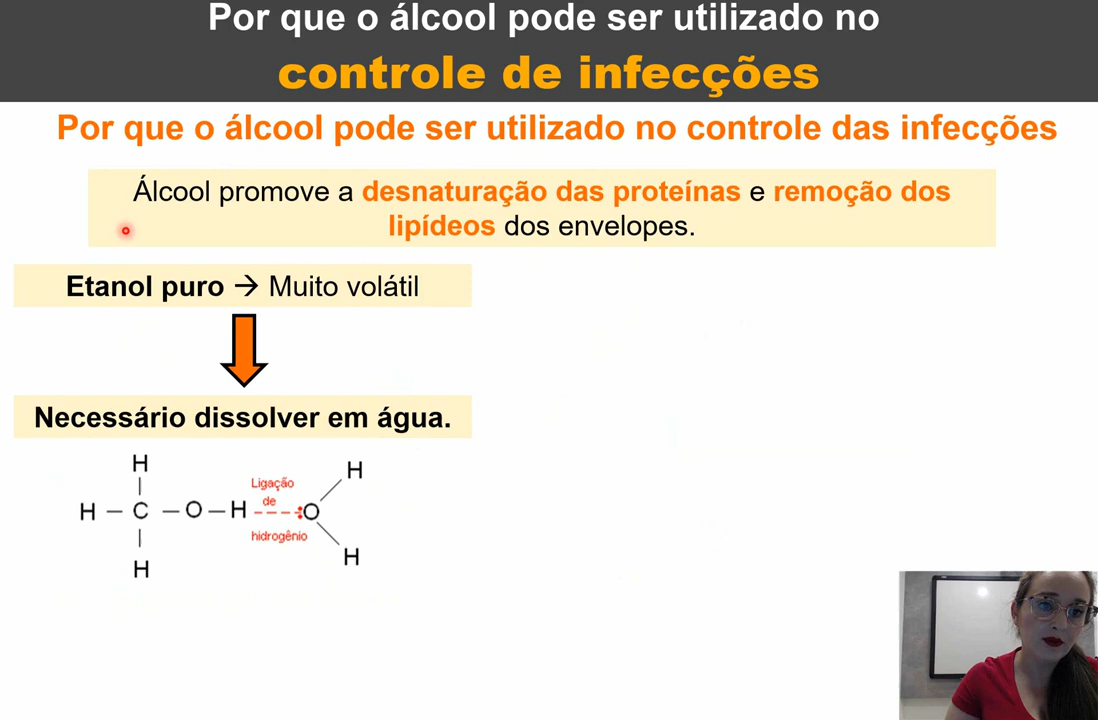 Por que o álcool pode ser utilizado no
controle de infecções
Por que o álcool pode ser utilizado no controle das infecções
Álcool promove a desnaturação das proteínas e remoção dos
lipídeos dos envelopes.
Etanol puro → Muito volátil
Necessário dissolver em água.
H
H
Ligação
de
H – C – O – H ----:O
hidrogênio
H
H